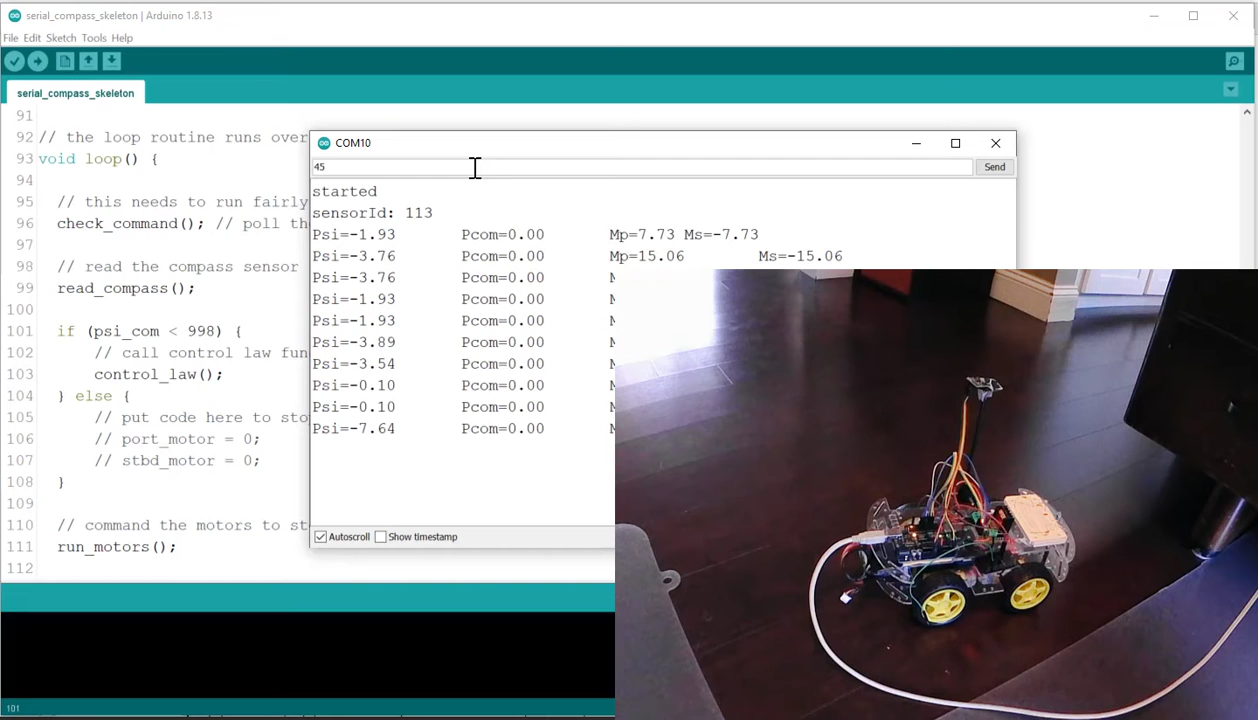 serial_compass_skeleton | Arduino 1.8.13
File Edit Sketch Tools Help
serial_compass_skeleton
91
92 // the loop routine runs over
93 void loop() {
94
95 // this needs to run fairly
96 check_command(); // poll th
97
98 // read the compass sensor
99 read_compass();
100
101 if (psi_com < 998) {
102 // call control law fun
103 control_law();
104 } else {
105 // put code here to sto
106 // port_motor = 0;
107 // stbd_motor = 0;
108 }
109
110 // command the motors to st
111 run_motors();
112
101
COM10
45
Send
started
sensorId: 113
Psi=-1.93 Pcom=0.00 Mp=7.73 Ms=-7.73
Psi=-3.76 Pcom=0.00 Mp=15.06 Ms=-15.06
Psi=-3.76 Pcom=0.00
Psi=-1.93 Pcom=0.00
Psi=-1.93 Pcom=0.00
Psi=-3.89 Pcom=0.00
Psi=-3.54 Pcom=0.00
Psi=-0.10 Pcom=0.00
Psi=-0.10 Pcom=0.00
Psi=-7.64 Pcom=0.00
Autoscroll Show timestamp